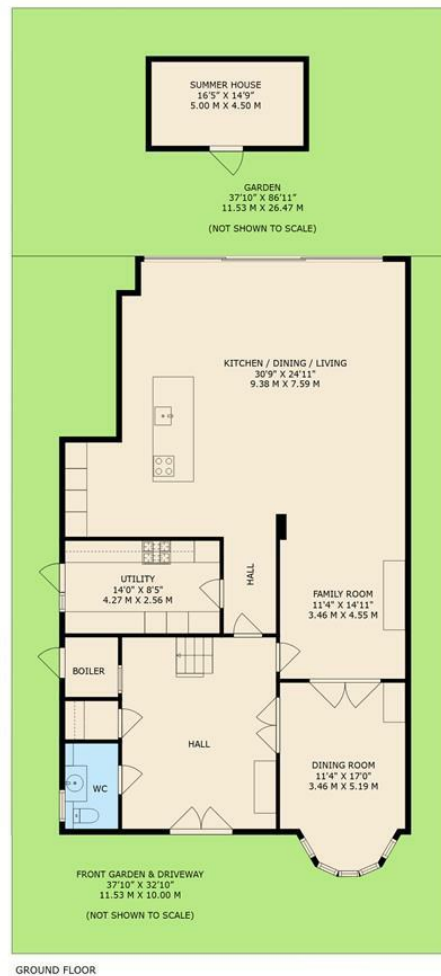 SUMMER HOUSE
16'5" X 14'9"
5.00 M X 4.50 M
GARDEN
37'10" X 86'11"
11.53 M X 26.47 M
(NOT SHOWN TO SCALE)
KITCHEN / DINING / LIVING
30'9" X 24'11"
9.38 M X 7.59 M
UTILITY
14'0" X 8'5"
4.27 M X 2.56 M
HALL
FAMILY ROOM
11'4" X 14'11"
3.46 M X 4.55 M
BOILER
HALL
DINING ROOM
11'4" X 17'0"
3.46 M X 5.19 M
WC
FRONT GARDEN & DRIVEWAY
37'10" X 32'10"
11.53 M X 10.00 M
(NOT SHOWN TO SCALE)
GROUND FLOOR